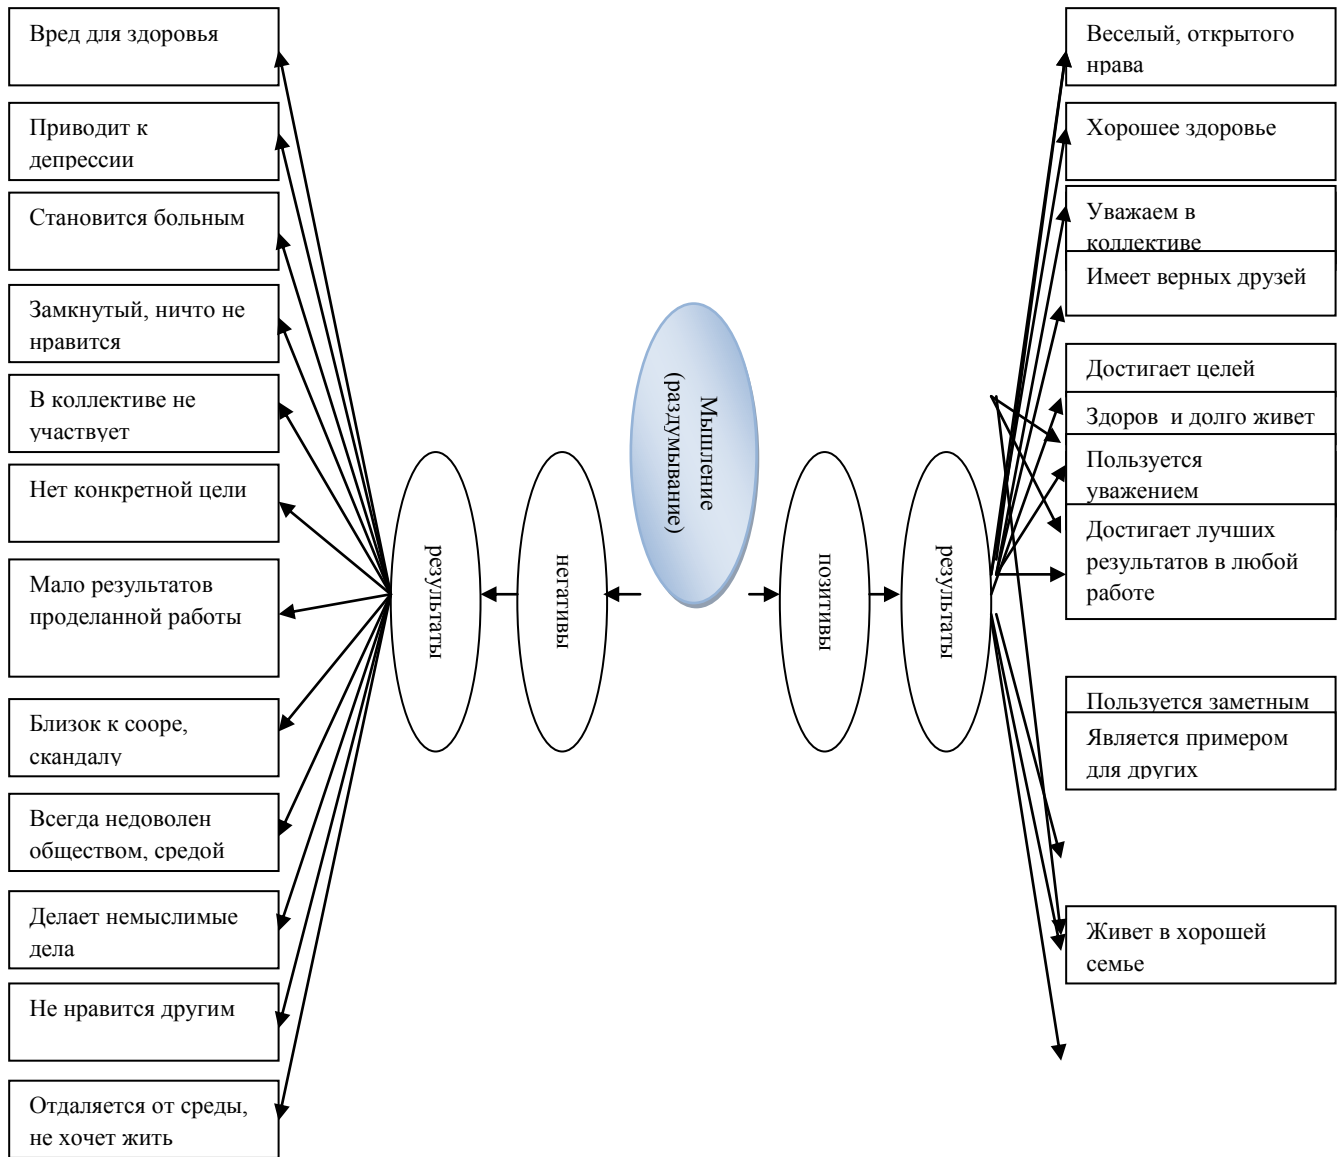 Вред для здоровья
Приводит к
депрессии
Становится больным
Замкнутый, ничто не
нравится
В коллективе не
участвует
Нет конкретной цели
Мало результатов
проделанной работы
Близок к сооре,
скандалу
Всегда недоволен
обществом, средой
Делает немыслимые
дела
Не нравится другим
Отдаляется от среды,
не хочет жить
результаты
негативы
Мышление
(раздумывание)
позитивы
результаты
Веселый, открытого
нрава
Хорошее здоровье
Уважаем в
коллективе
Имеет верных друзей
Достигает целей
Здоров и долго живет
Пользуется
уважением
Достигает лучших
результатов в любой
работе
Пользуется заметным
Является примером
для других
Живет в хорошей
семье